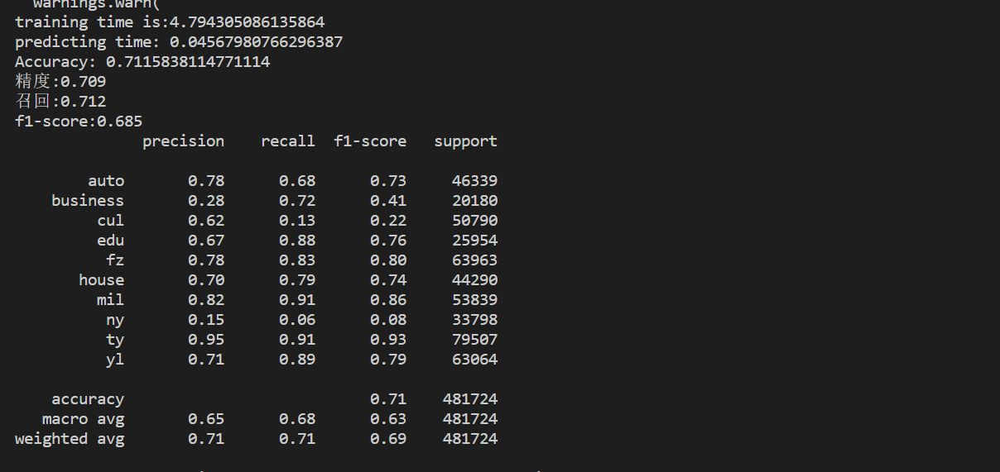 warnings.warn(
training time is:4.794305086135864
predicting time: 0.04567980766296387
Accuracy: 0.7115838114771114
精度:0.709
召回:0.712
f1-score:0.685
precision recall f1-score support
auto 0.78 0.68 0.73 46339
business 0.28 0.72 0.41 20180
cul 0.62 0.13 0.22 50790
edu 0.67 0.88 0.76 25954
fz 0.78 0.83 0.80 63963
house 0.70 0.79 0.74 44290
mil 0.82 0.91 0.86 53839
ny 0.15 0.06 0.08 33798
ty 0.95 0.91 0.93 79507
yl 0.71 0.89 0.79 63064
accuracy 0.71 481724
macro avg 0.65 0.68 0.63 481724
weighted avg 0.71 0.71 0.69 481724